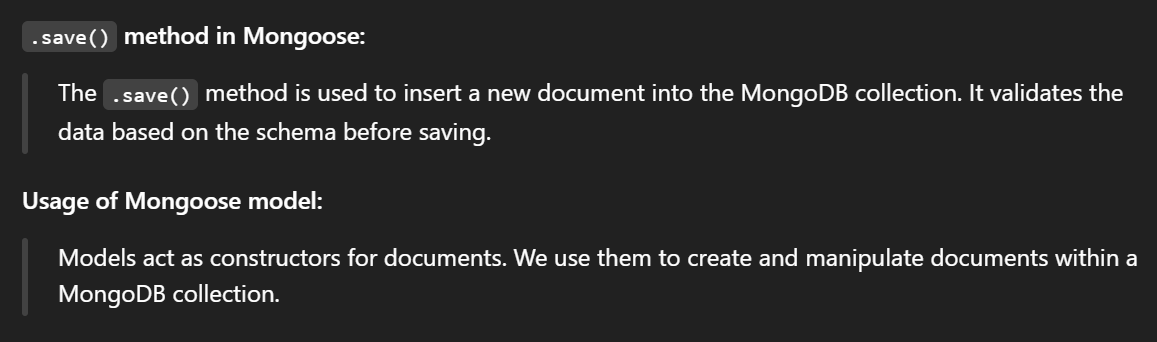 .save() method in Mongoose:
The .save() method is used to insert a new document into the MongoDB collection. It validates the
data based on the schema before saving.
Usage of Mongoose model:
Models act as constructors for documents. We use them to create and manipulate documents within a
MongoDB collection.